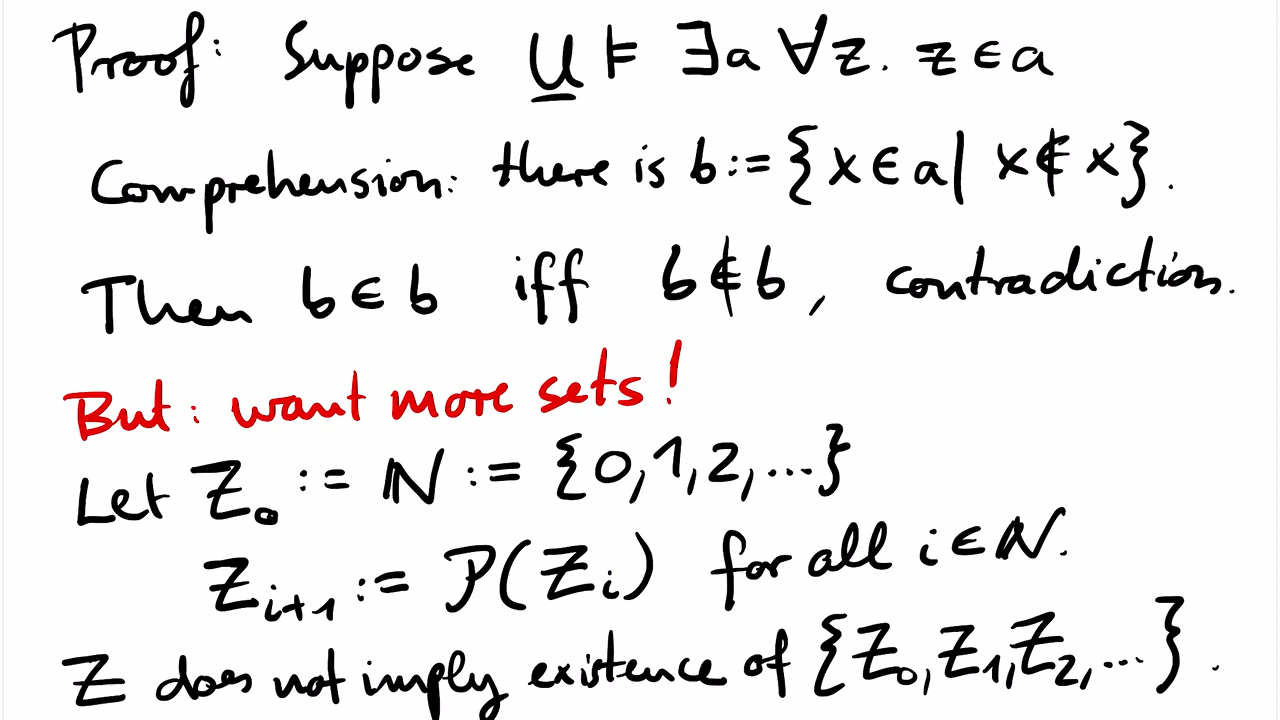 Proof: Suppose U ⊨ ∃a ∀z. z ∈ a
Comprehension: there is b := {x ∈ a | x ∉ x}.
Then b ∈ b iff b ∉ b, contradiction.
But: want more sets!
Let Z₀ := ℕ := {0,1,2,...}
Zᵢ₊₁ := P(Zᵢ) for all i ∈ ℕ.
Z does not imply existence of {Z₀, Z₁, Z₂, ...}.